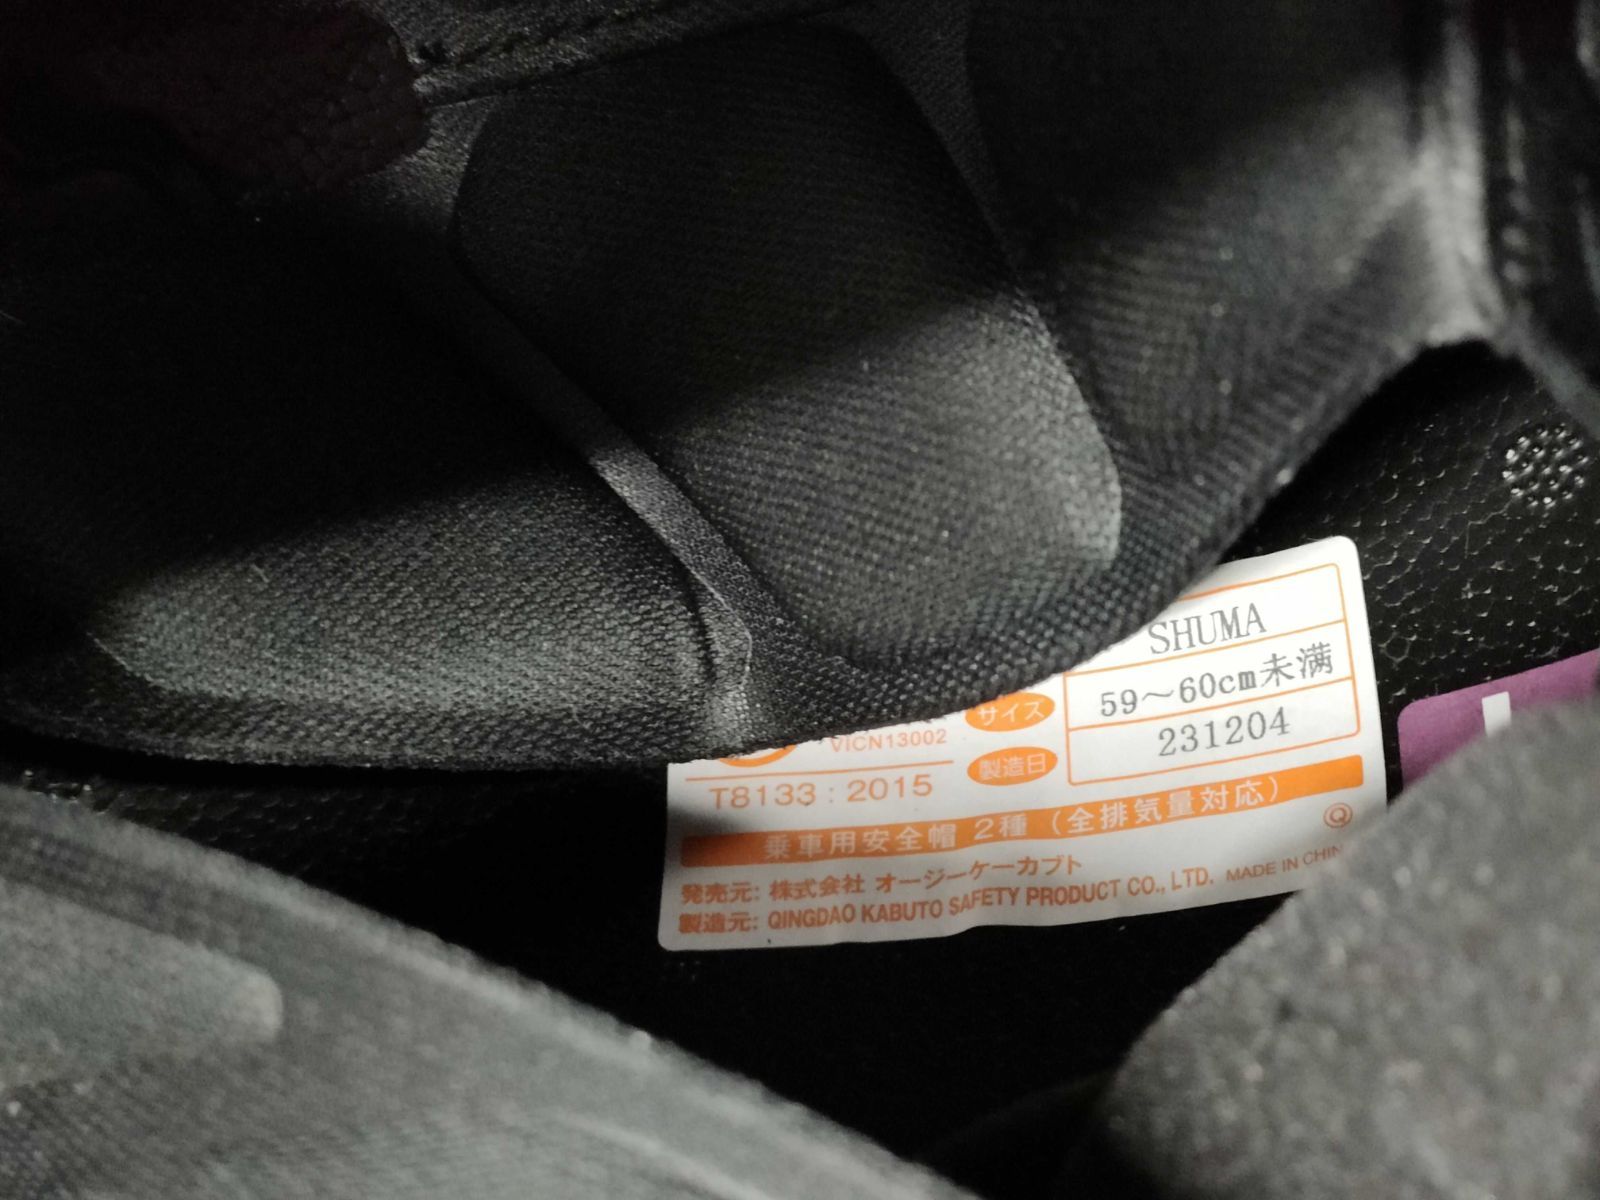 SHUMA
サイズ 59～60cm未満
VICN13002
製造日 231204
T8133 : 2015
乗車用安全帽 2種 (全排気量対応)
Q
発売元: 株式会社 オージーケーカブト
製造元: QINGDAO KABUTO SAFETY PRODUCT CO., LTD. MADE IN